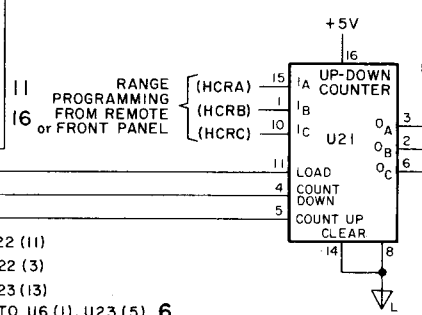 +5V
16
11
16
RANGE
PROGRAMMING
FROM REMOTE
or FRONT PANEL
(HCRA)
(HCRB)
(HCRC)
15
1
10
11
4
5
IA
IB
IC
UP-DOWN
COUNTER
U21
OA
OB
OC
3
2
6
LOAD
COUNT
DOWN
COUNT UP
CLEAR
14
8
L
22 (11)
22 (3)
23 (13)
TO U6 (1), U23 (5) 6